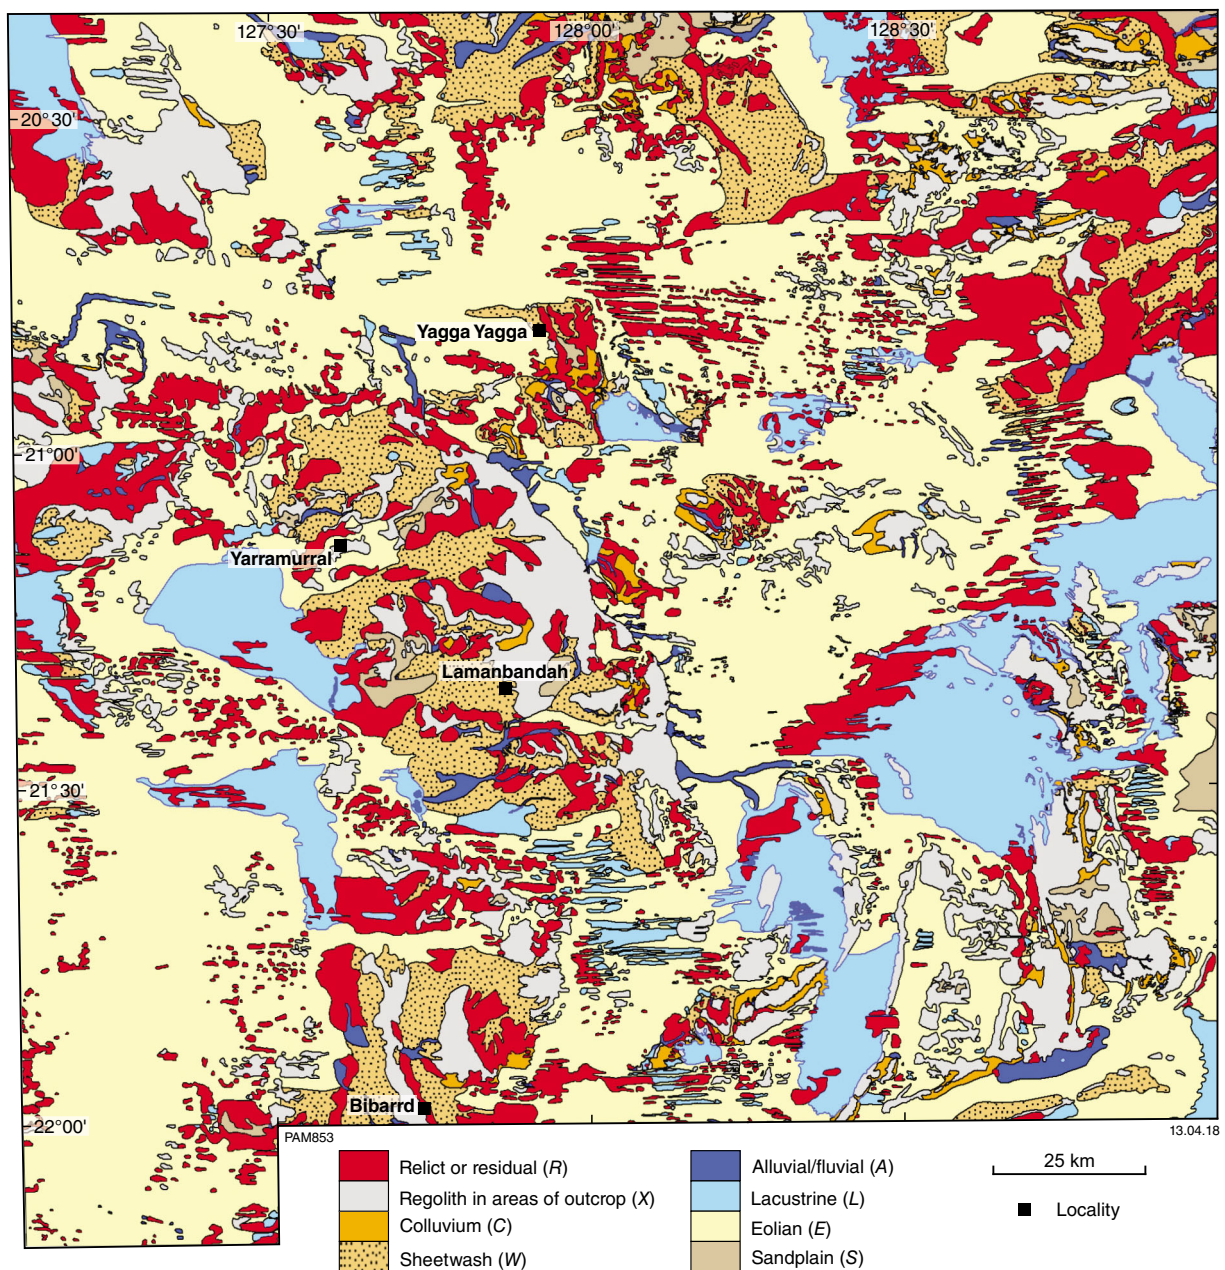 127°30'
128°00'
128°30'
20°30'
Yagga Yagga
21°00'
Yarramurral
Lamanbandah
21°30'
Bibarrd
22°00'
PAM853
13.04.18
Relict or residual (R)
Regolith in areas of outcrop (X)
Colluvium (C)
Sheetwash (W)
Alluvial/fluvial (A)
Lacustrine (L)
Eolian (E)
Sandplain (S)
25 km
Locality